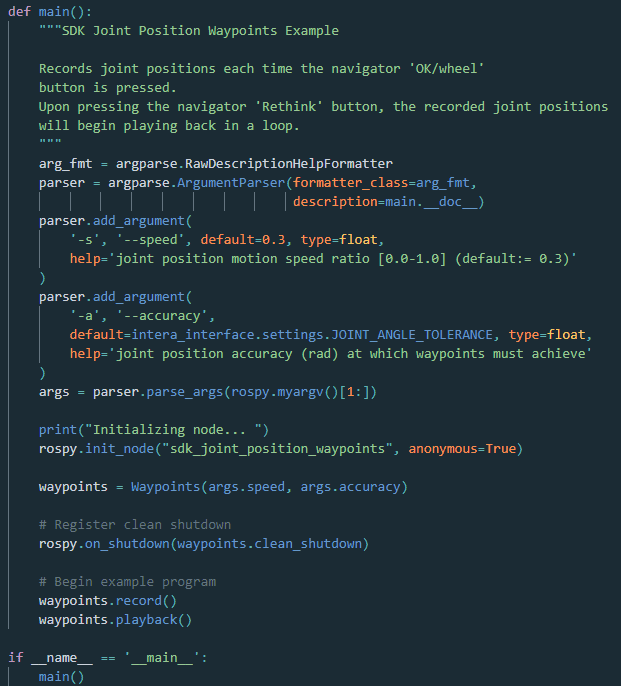 def main():
    """SDK Joint Position Waypoints Example

    Records joint positions each time the navigator 'OK/wheel'
    button is pressed.
    Upon pressing the navigator 'Rethink' button, the recorded joint positions
    will begin playing back in a loop.
    """
    arg_fmt = argparse.RawDescriptionHelpFormatter
    parser = argparse.ArgumentParser(formatter_class=arg_fmt,
                                     description=main.__doc__)
    parser.add_argument(
        '-s', '--speed', default=0.3, type=float,
        help='joint position motion speed ratio [0.0-1.0] (default:= 0.3)'
    )
    parser.add_argument(
        '-a', '--accuracy',
        default=intera_interface.settings.JOINT_ANGLE_TOLERANCE, type=float,
        help='joint position accuracy (rad) at which waypoints must achieve'
    )
    args = parser.parse_args(rospy.myargv()[1:])

    print("Initializing node... ")
    rospy.init_node("sdk_joint_position_waypoints", anonymous=True)

    waypoints = Waypoints(args.speed, args.accuracy)

    # Register clean shutdown
    rospy.on_shutdown(waypoints.clean_shutdown)

    # Begin example program
    waypoints.record()
    waypoints.playback()

if __name__ == '__main__':
    main()